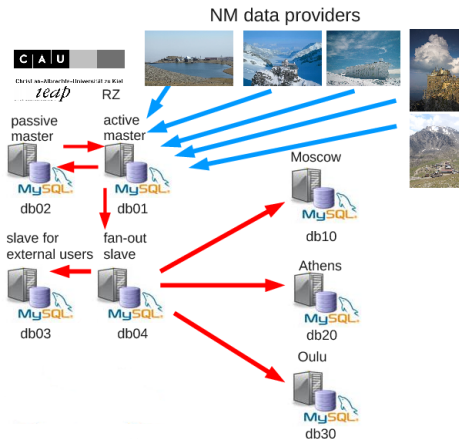 NM data providers
C A U
Christian-Albrechts-Universität zu Kiel
ieap
RZ
passive
master
active
master
MySQL
db02
MySQL
db01
Moscow
MySQL
db10
slave for
external users
fan-out
slave
MySQL
db03
MySQL
db04
Athens
MySQL
db20
Oulu
MySQL
db30